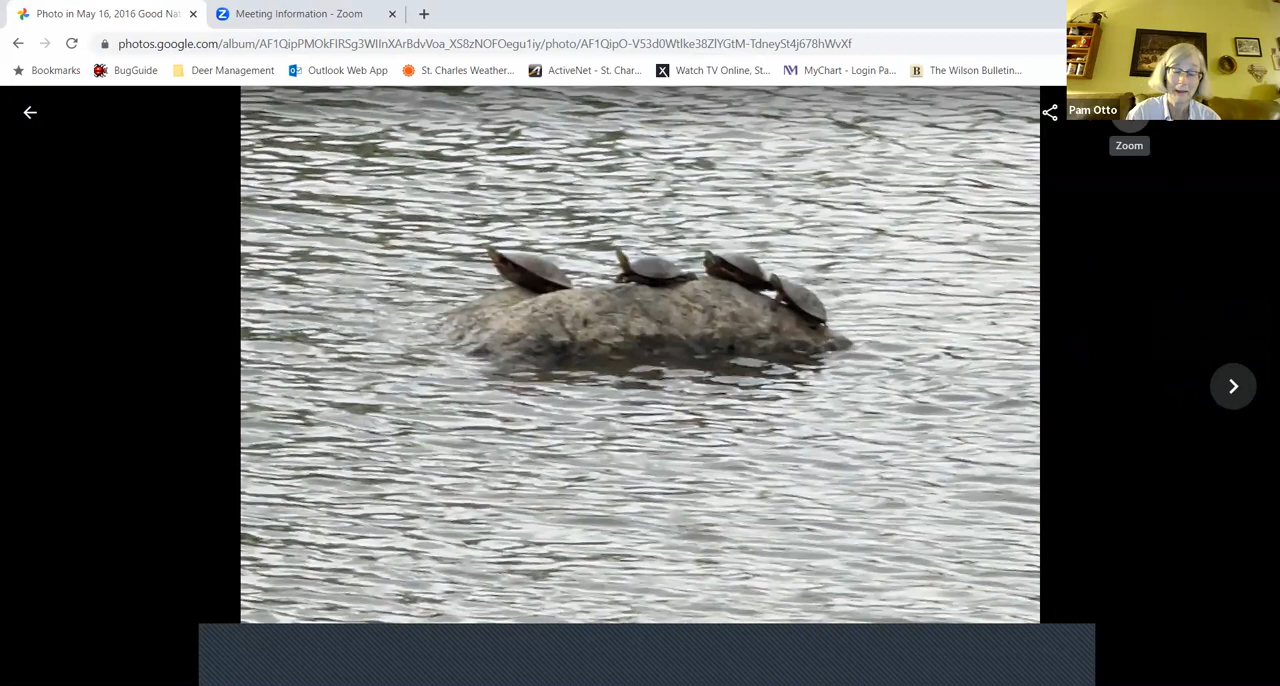 Photo in May 16, 2016 Good Nat
Meeting Information - Zoom
photos.google.com/album/AF1QipPMOkFIRSg3WIInXArBdvVoa_XS8zNOFOegu1iy/photo/AF1QipO-V53d0Wtlke38ZlYGtM-TdneySt4j678hWvXf
Bookmarks BugGuide Deer Management Outlook Web App St. Charles Weather... ActiveNet - St. Char... Watch TV Online, St... MyChart - Login Pa... The Wilson Bulletin...
Pam Otto
Zoom